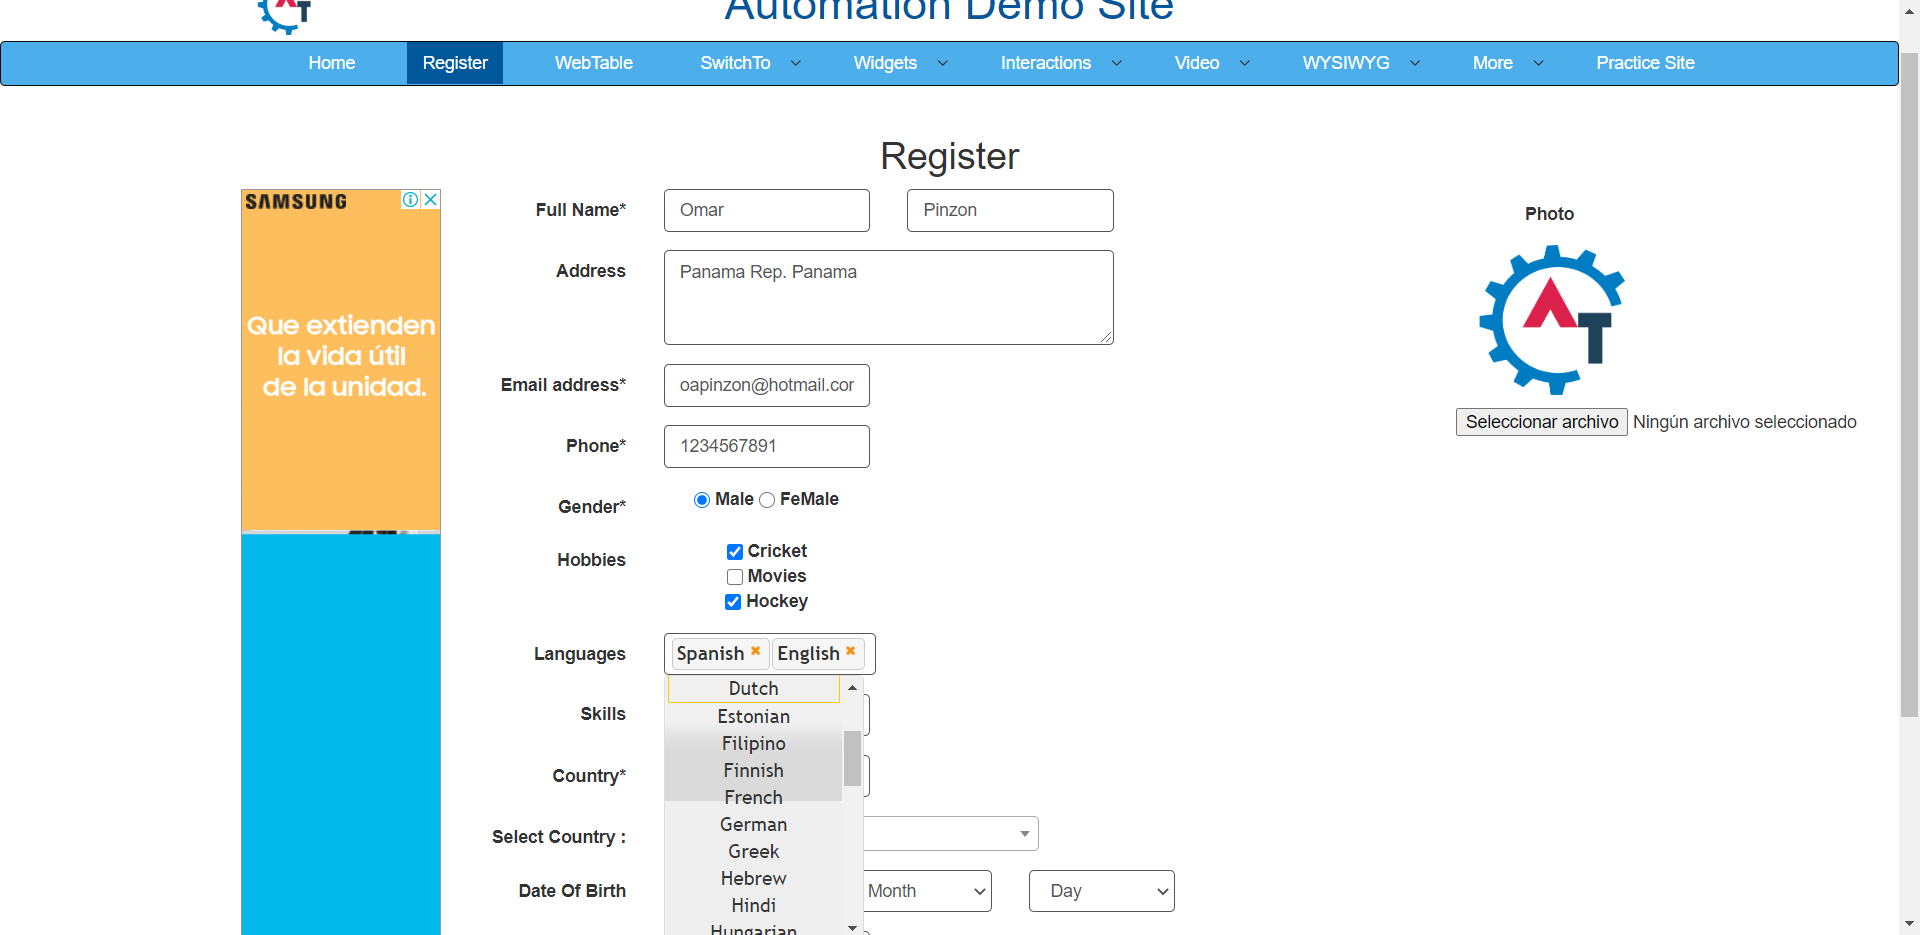 Automation Demo Site
Home Register WebTable SwitchTo Widgets Interactions Video WYSIWYG More Practice Site
Register
SAMSUNG
Que extienden
la vida útil
de la unidad.
Full Name* Omar Pinzon
Address Panama Rep. Panama
Email address* oapinzon@hotmail.cor
Phone* 1234567891
Gender* Male FeMale
Hobbies Cricket
Movies
Hockey
Languages Spanish English
Dutch
Estonian
Skills
Filipino
Finnish
Country*
French
German
Select Country :
Greek
Hebrew
Date Of Birth Month Day
Hindi
Hungarian
Photo
AT
Seleccionar archivo Ningún archivo seleccionado